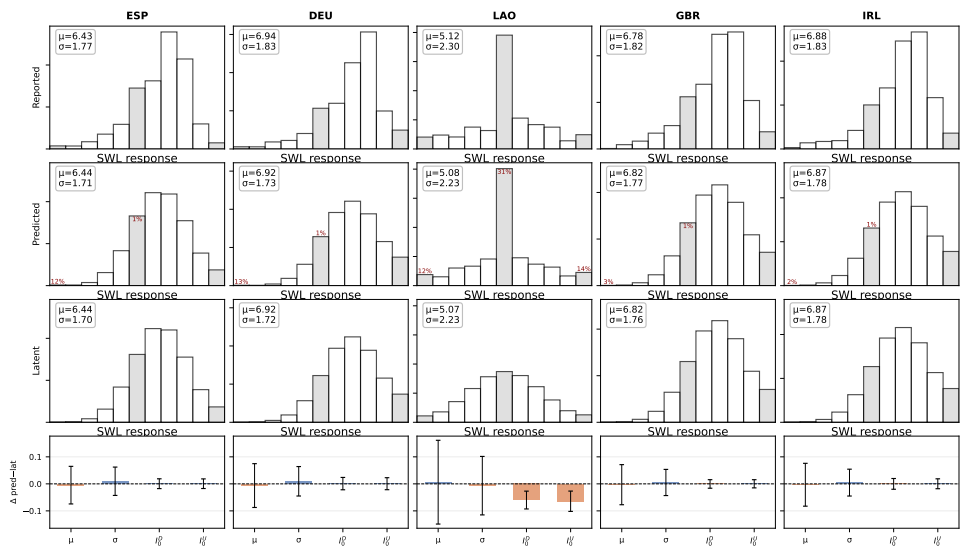 ESP DEU LAO GBR IRL
Reported
μ=6.43 σ=1.77
μ=6.94 σ=1.83
μ=5.12 σ=2.30
μ=6.78 σ=1.82
μ=6.88 σ=1.83
SWL response SWL response SWL response SWL response SWL response
Predicted
μ=6.44 σ=1.71
12% 1%
μ=6.92 σ=1.73
13% 1%
μ=5.08 σ=2.23
12% 31% 14%
μ=6.82 σ=1.77
3% 1%
μ=6.87 σ=1.78
2% 1%
SWL response SWL response SWL response SWL response SWL response
Latent
μ=6.44 σ=1.70
μ=6.92 σ=1.72
μ=5.07 σ=2.23
μ=6.82 σ=1.76
μ=6.87 σ=1.78
SWL response SWL response SWL response SWL response SWL response
Δ pred−lat
0.1
0.0
−0.1
μ σ μ σ μ σ μ σ μ σ